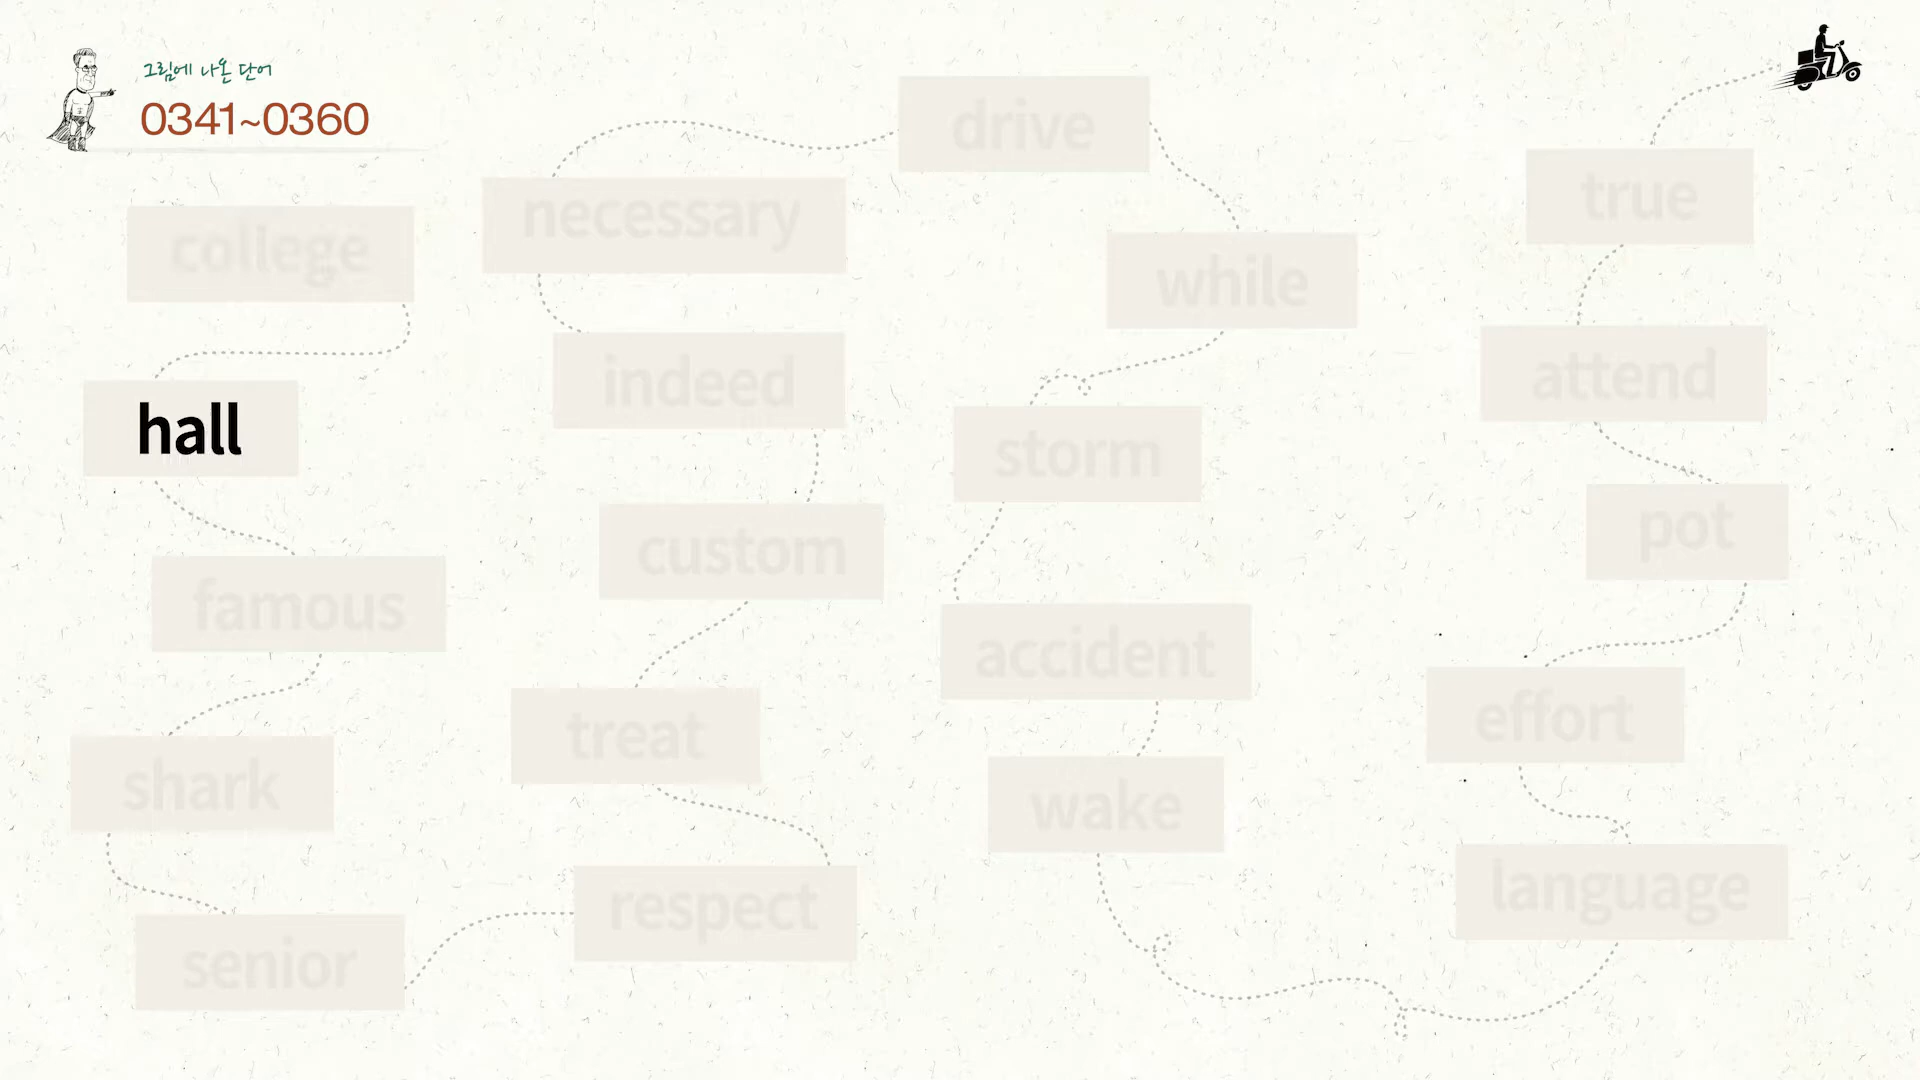 그림에 나온 단어
0341~0360
college
hall
famous
shark
senior
respect
treat
custom
indeed
necessary
drive
while
storm
accident
wake
language
effort
pot
attend
true